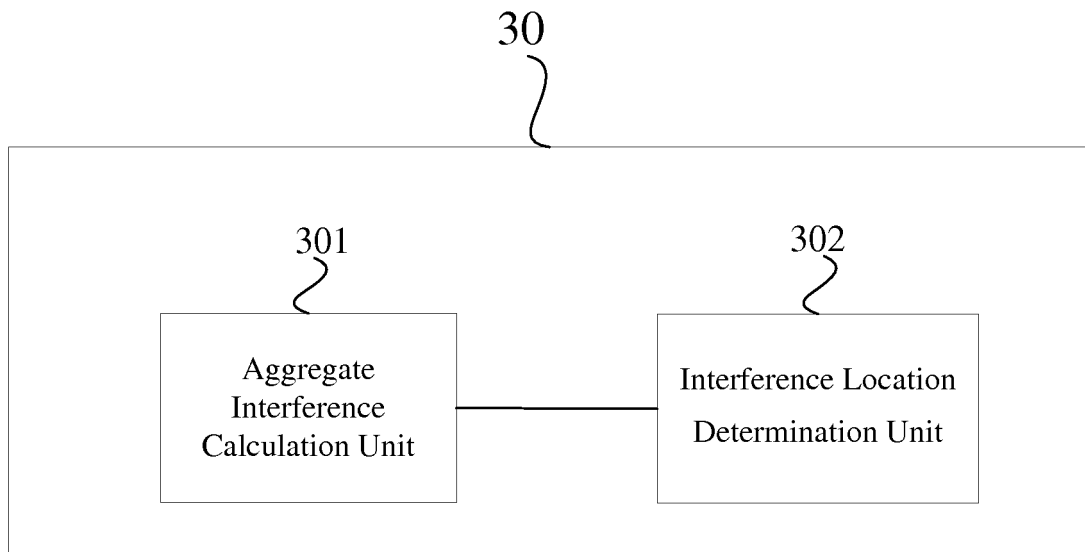 30
301
302
Aggregate
Interference
Calculation Unit
Interference Location
Determination Unit